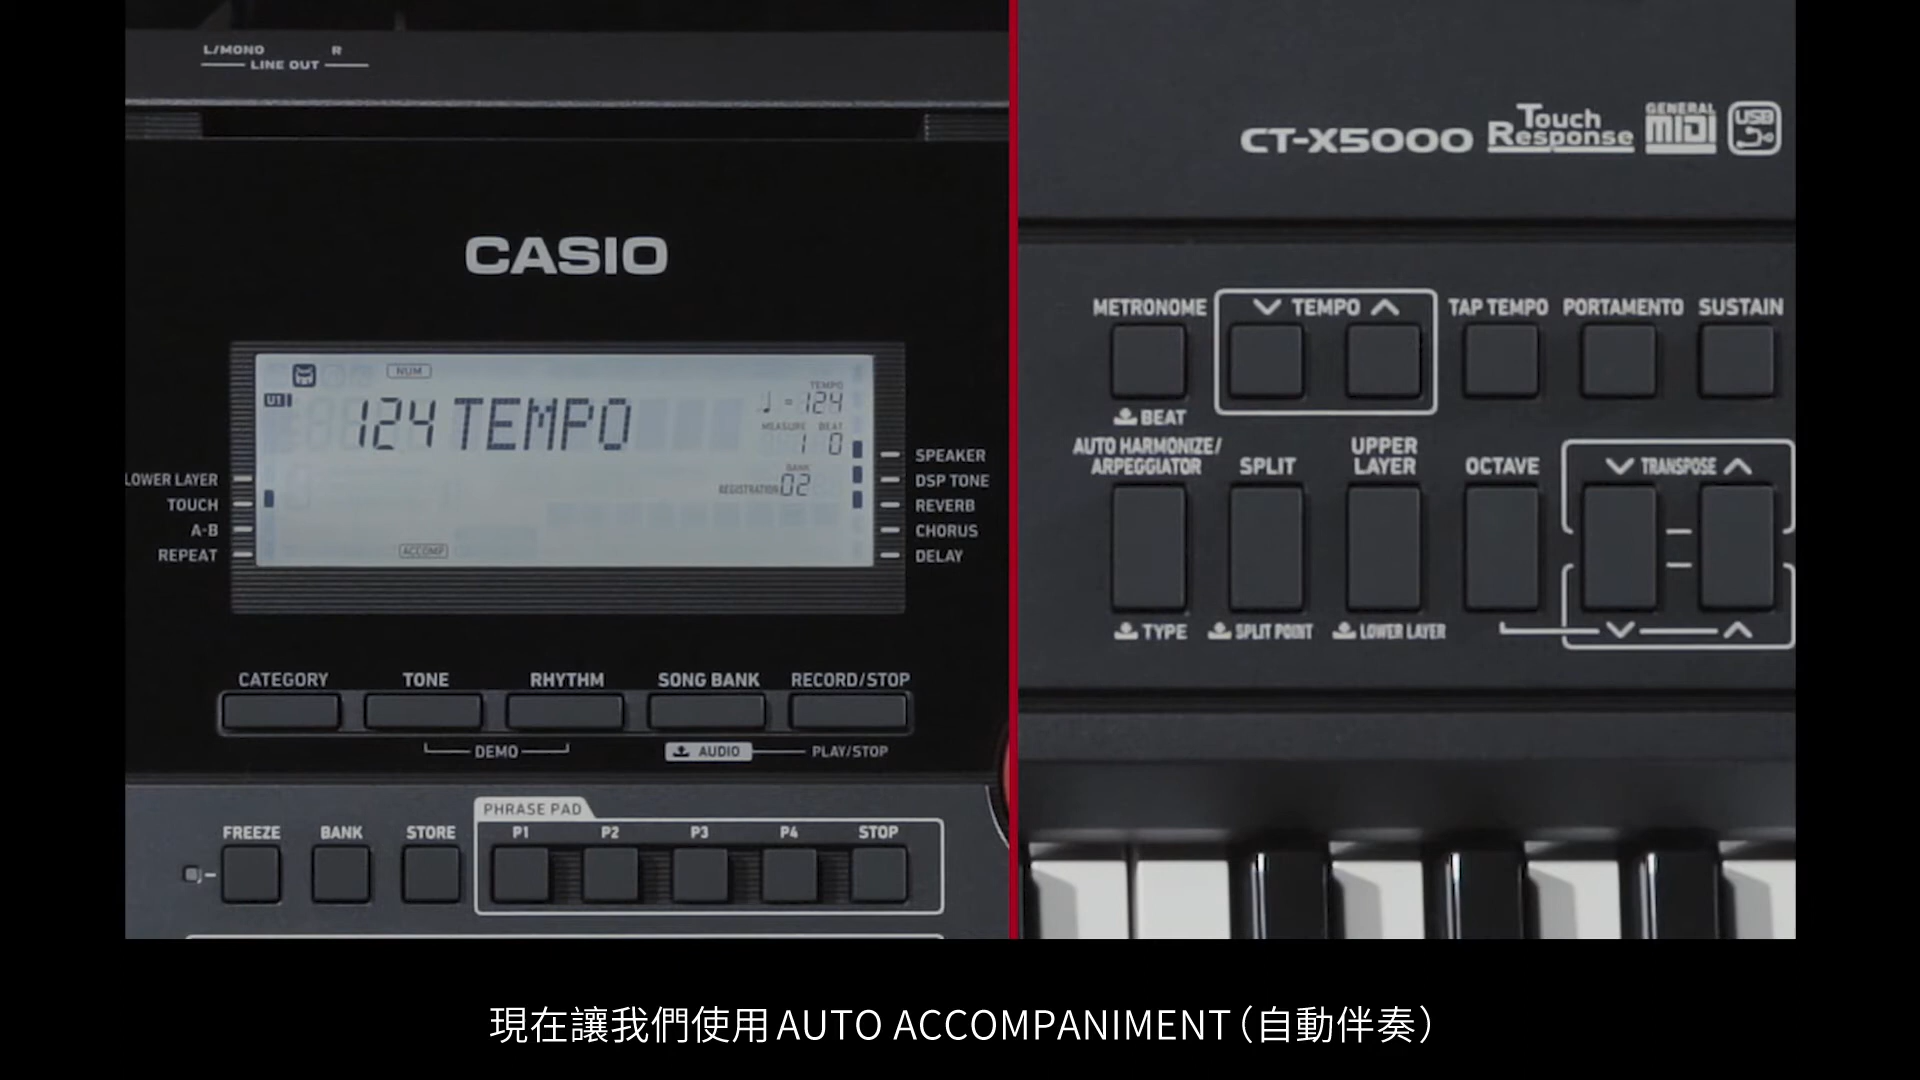 L/MONO R
LINE OUT
CT-X5000 Touch Response GENERAL MIDI USB
CASIO
METRONOME TEMPO TAP TEMPO PORTAMENTO SUSTAIN
BEAT
AUTO HARMONIZE/ARPEGGIATOR SPLIT UPPER LAYER OCTAVE TRANSPOSE
TYPE SPLIT POINT LOWER LAYER
NUM
U1
124 TEMPO
TEMPO
♩ = 124
MEASURE BEAT
1 0
BANK
REGISTRATION 02
ACCOMP
LOWER LAYER
TOUCH
A-B
REPEAT
SPEAKER
DSP TONE
REVERB
CHORUS
DELAY
CATEGORY TONE RHYTHM SONG BANK RECORD/STOP
DEMO AUDIO PLAY/STOP
PHRASE PAD
FREEZE BANK STORE P1 P2 P3 P4 STOP
現在讓我們使用AUTO ACCOMPANIMENT（自動伴奏）